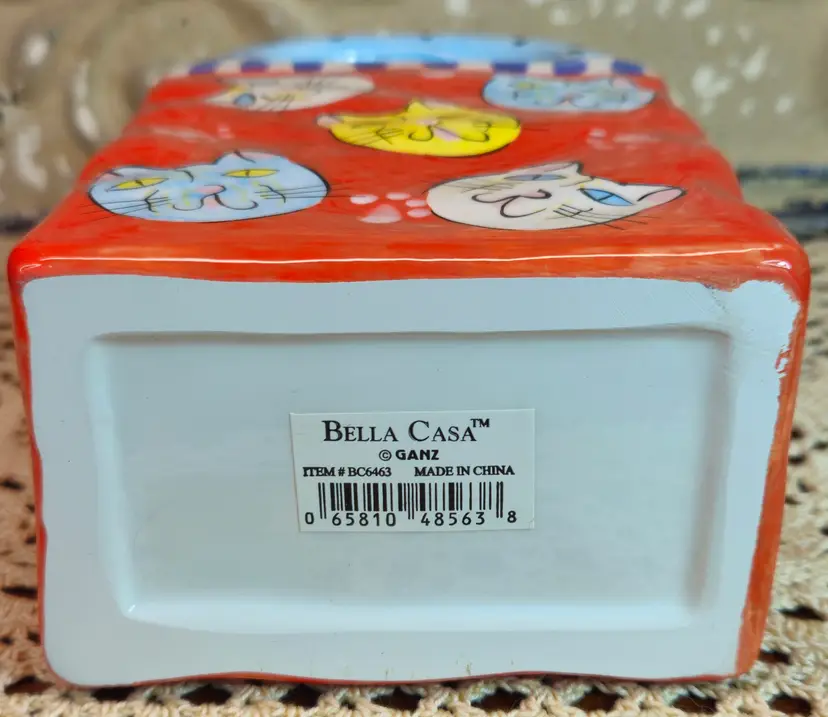 BELLA CASA™
© GANZ
ITEM # BC6463 MADE IN CHINA
0 65810 48563 8